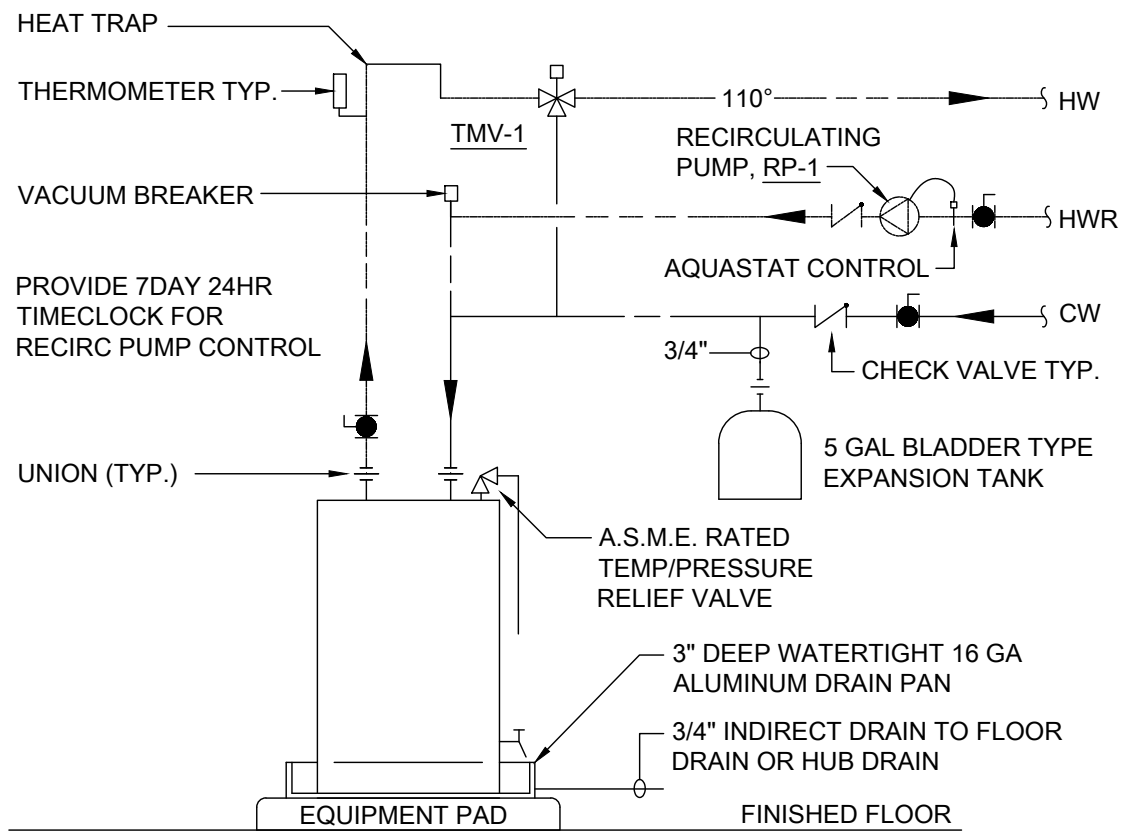 HEAT TRAP
THERMOMETER TYP.
TMV-1
110°
HW
RECIRCULATING
PUMP, RP-1
VACUUM BREAKER
HWR
AQUASTAT CONTROL
PROVIDE 7DAY 24HR
TIMECLOCK FOR
RECIRC PUMP CONTROL
CW
3/4"
CHECK VALVE TYP.
UNION (TYP.)
5 GAL BLADDER TYPE
EXPANSION TANK
A.S.M.E. RATED
TEMP/PRESSURE
RELIEF VALVE
3" DEEP WATERTIGHT 16 GA
ALUMINUM DRAIN PAN
3/4" INDIRECT DRAIN TO FLOOR
DRAIN OR HUB DRAIN
EQUIPMENT PAD
FINISHED FLOOR